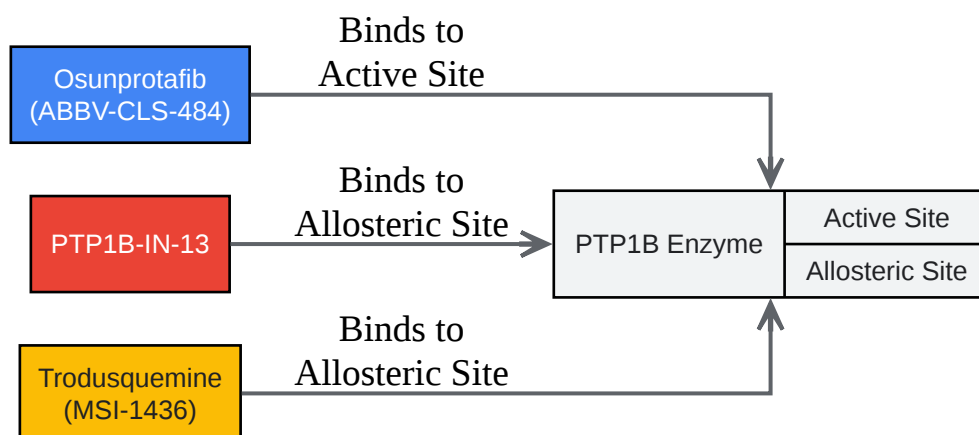 Binds to
Active Site
Osunprotafib
(ABBV-CLS-484)
Binds to
Allosteric Site
PTP1B-IN-13
PTP1B Enzyme
Active Site
Allosteric Site
Binds to
Allosteric Site
Trodusquemine
(MSI-1436)